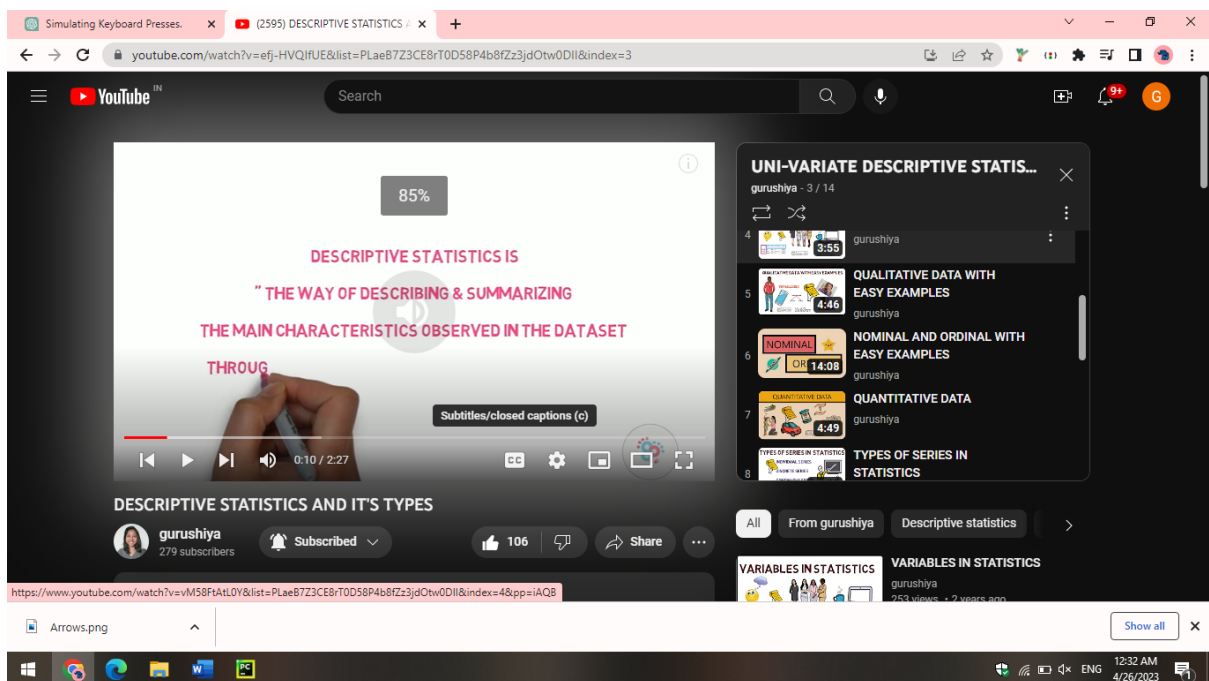 Simulating Keyboard Presses.
(2595) DESCRIPTIVE STATISTICS
youtube.com/watch?v=efj-HVQIfUE&list=PLaeB7Z3CE8rT0D58P4b8fZz3jdOtw0DII&index=3
YouTube IN
Search
9+
G
85%
DESCRIPTIVE STATISTICS IS
" THE WAY OF DESCRIBING & SUMMARIZING
THE MAIN CHARACTERISTICS OBSERVED IN THE DATASET
THROUG
Subtitles/closed captions (c)
0:10 / 2:27
CC
UNI-VARIATE DESCRIPTIVE STATIS...
gurushiya - 3 / 14
4
3:55
gurushiya
5
4:46
QUALITATIVE DATA WITH
EASY EXAMPLES
gurushiya
6
NOMINAL
OR
14:08
NOMINAL AND ORDINAL WITH
EASY EXAMPLES
gurushiya
7
QUANTITATIVE DATA
4:49
QUANTITATIVE DATA
gurushiya
8
TYPES OF SERIES IN STATISTICS
TYPES OF SERIES IN
STATISTICS
DESCRIPTIVE STATISTICS AND IT'S TYPES
gurushiya
279 subscribers
Subscribed
106
Share
All
From gurushiya
Descriptive statistics
VARIABLES IN STATISTICS
VARIABLES IN STATISTICS
gurushiya
253 views • 2 years ago
https://www.youtube.com/watch?v=vM58FtAtL0Y&list=PLaeB7Z3CE8rT0D58P4b8fZz3jdOtw0DII&index=4&pp=iAQB
Arrows.png
Show all
W
PC
ENG
12:32 AM
4/26/2023
1